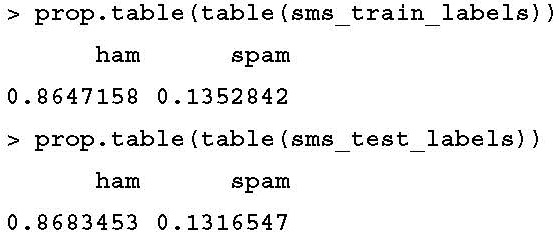 > prop.table(table(sms_train_labels))
ham spam
0.8647158 0.1352842
> prop.table(table(sms_test_labels))
ham spam
0.8683453 0.1316547